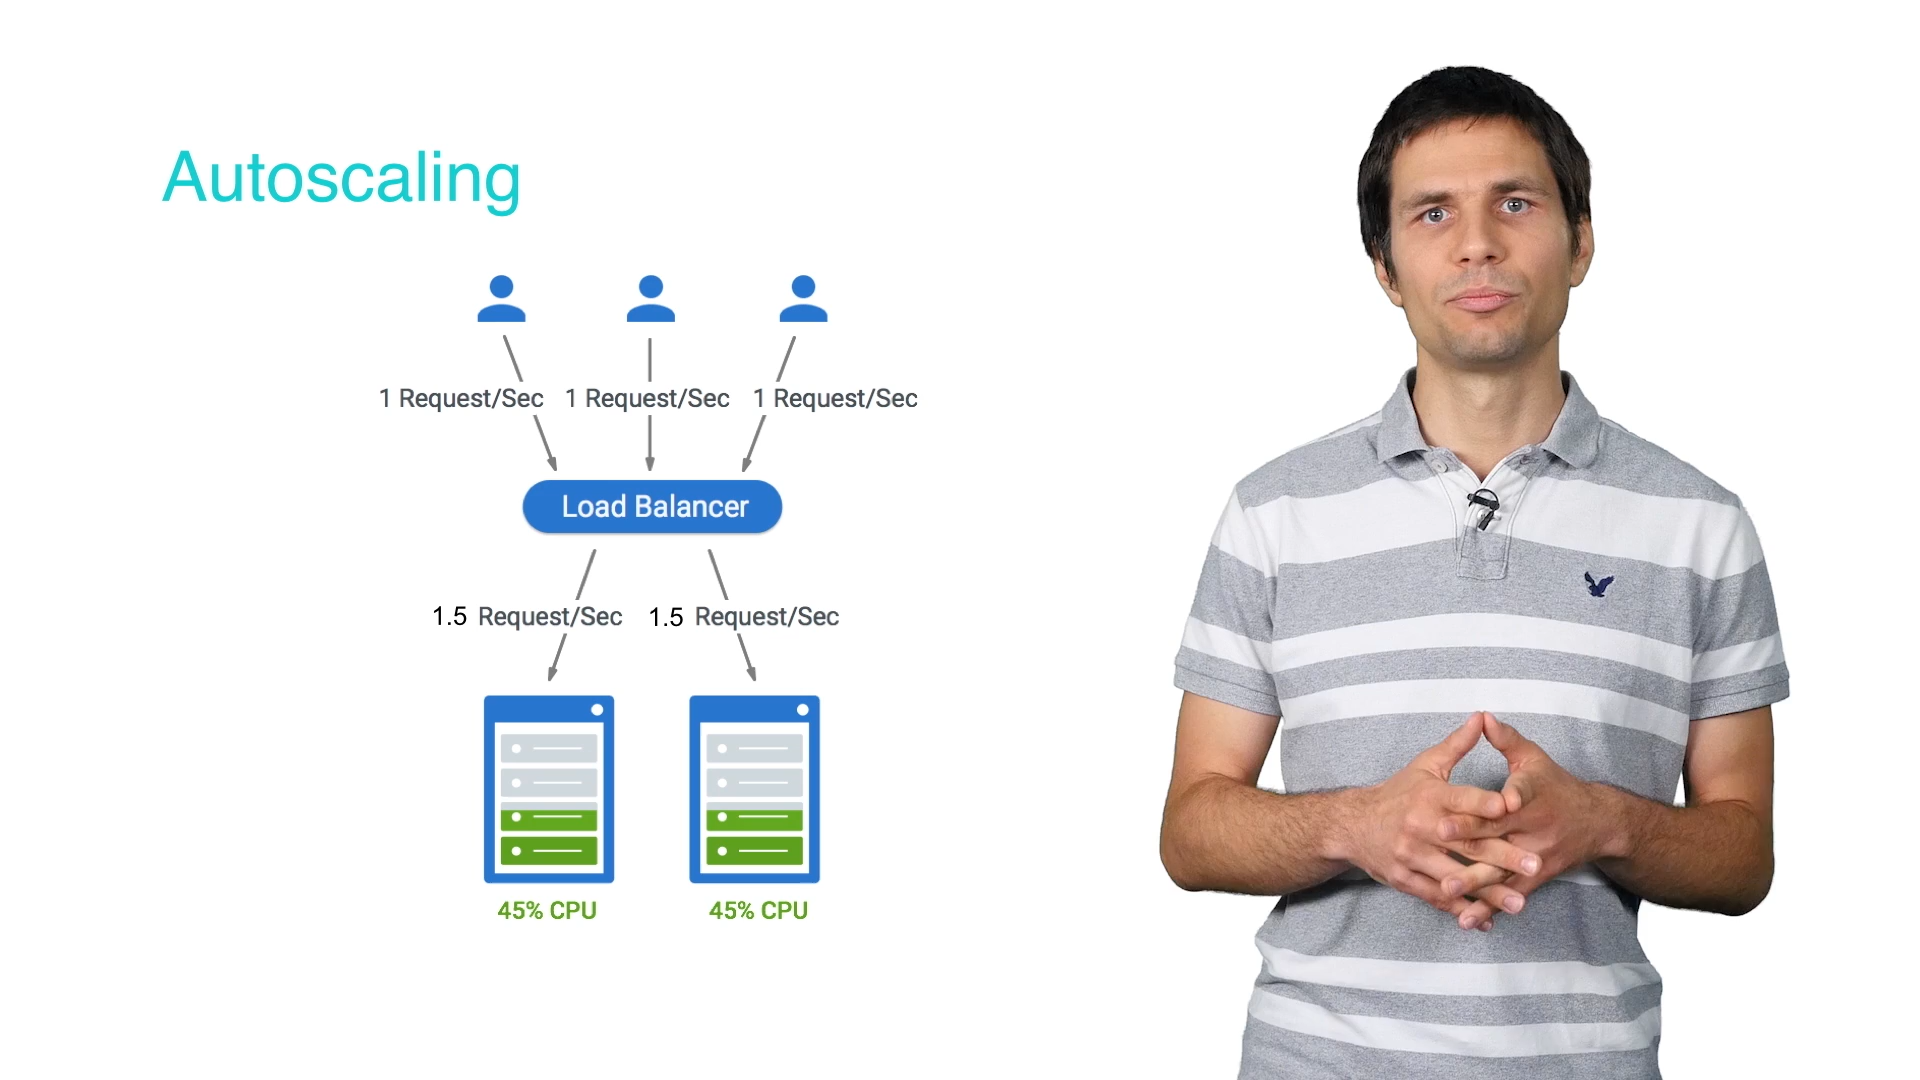 Autoscaling
1 Request/Sec 1 Request/Sec 1 Request/Sec
Load Balancer
1.5 Request/Sec 1.5 Request/Sec
45% CPU 45% CPU